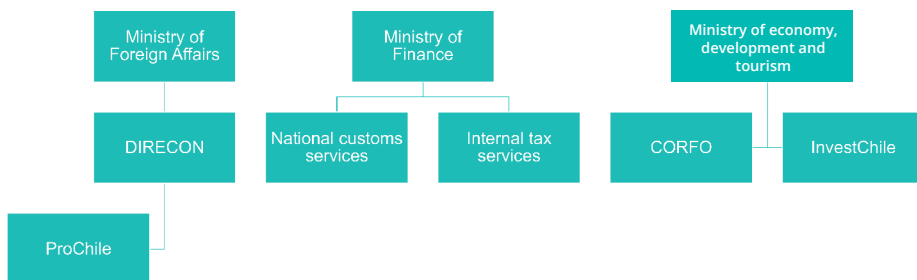 Ministry of
Foreign Affairs
Ministry of
Finance
Ministry of economy,
development and
tourism
DIRECON
National customs
services
Internal tax
services
CORFO
InvestChile
ProChile